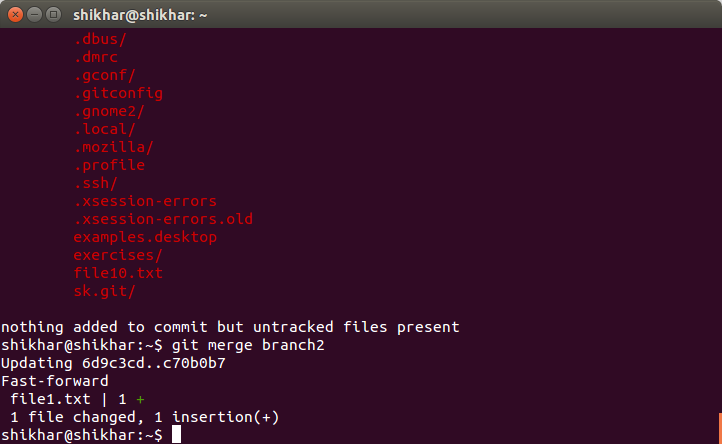 shikhar@shikhar: ~
.dbus/
.dmrc
.gconf/
.gitconfig
.gnome2/
.local/
.mozilla/
.profile
.ssh/
.xsession-errors
.xsession-errors.old
examples.desktop
exercises/
file10.txt
sk.git/
nothing added to commit but untracked files present
shikhar@shikhar:~$ git merge branch2
Updating 6d9c3cd..c70b0b7
Fast-forward
 file1.txt | 1 +
 1 file changed, 1 insertion(+)
shikhar@shikhar:~$